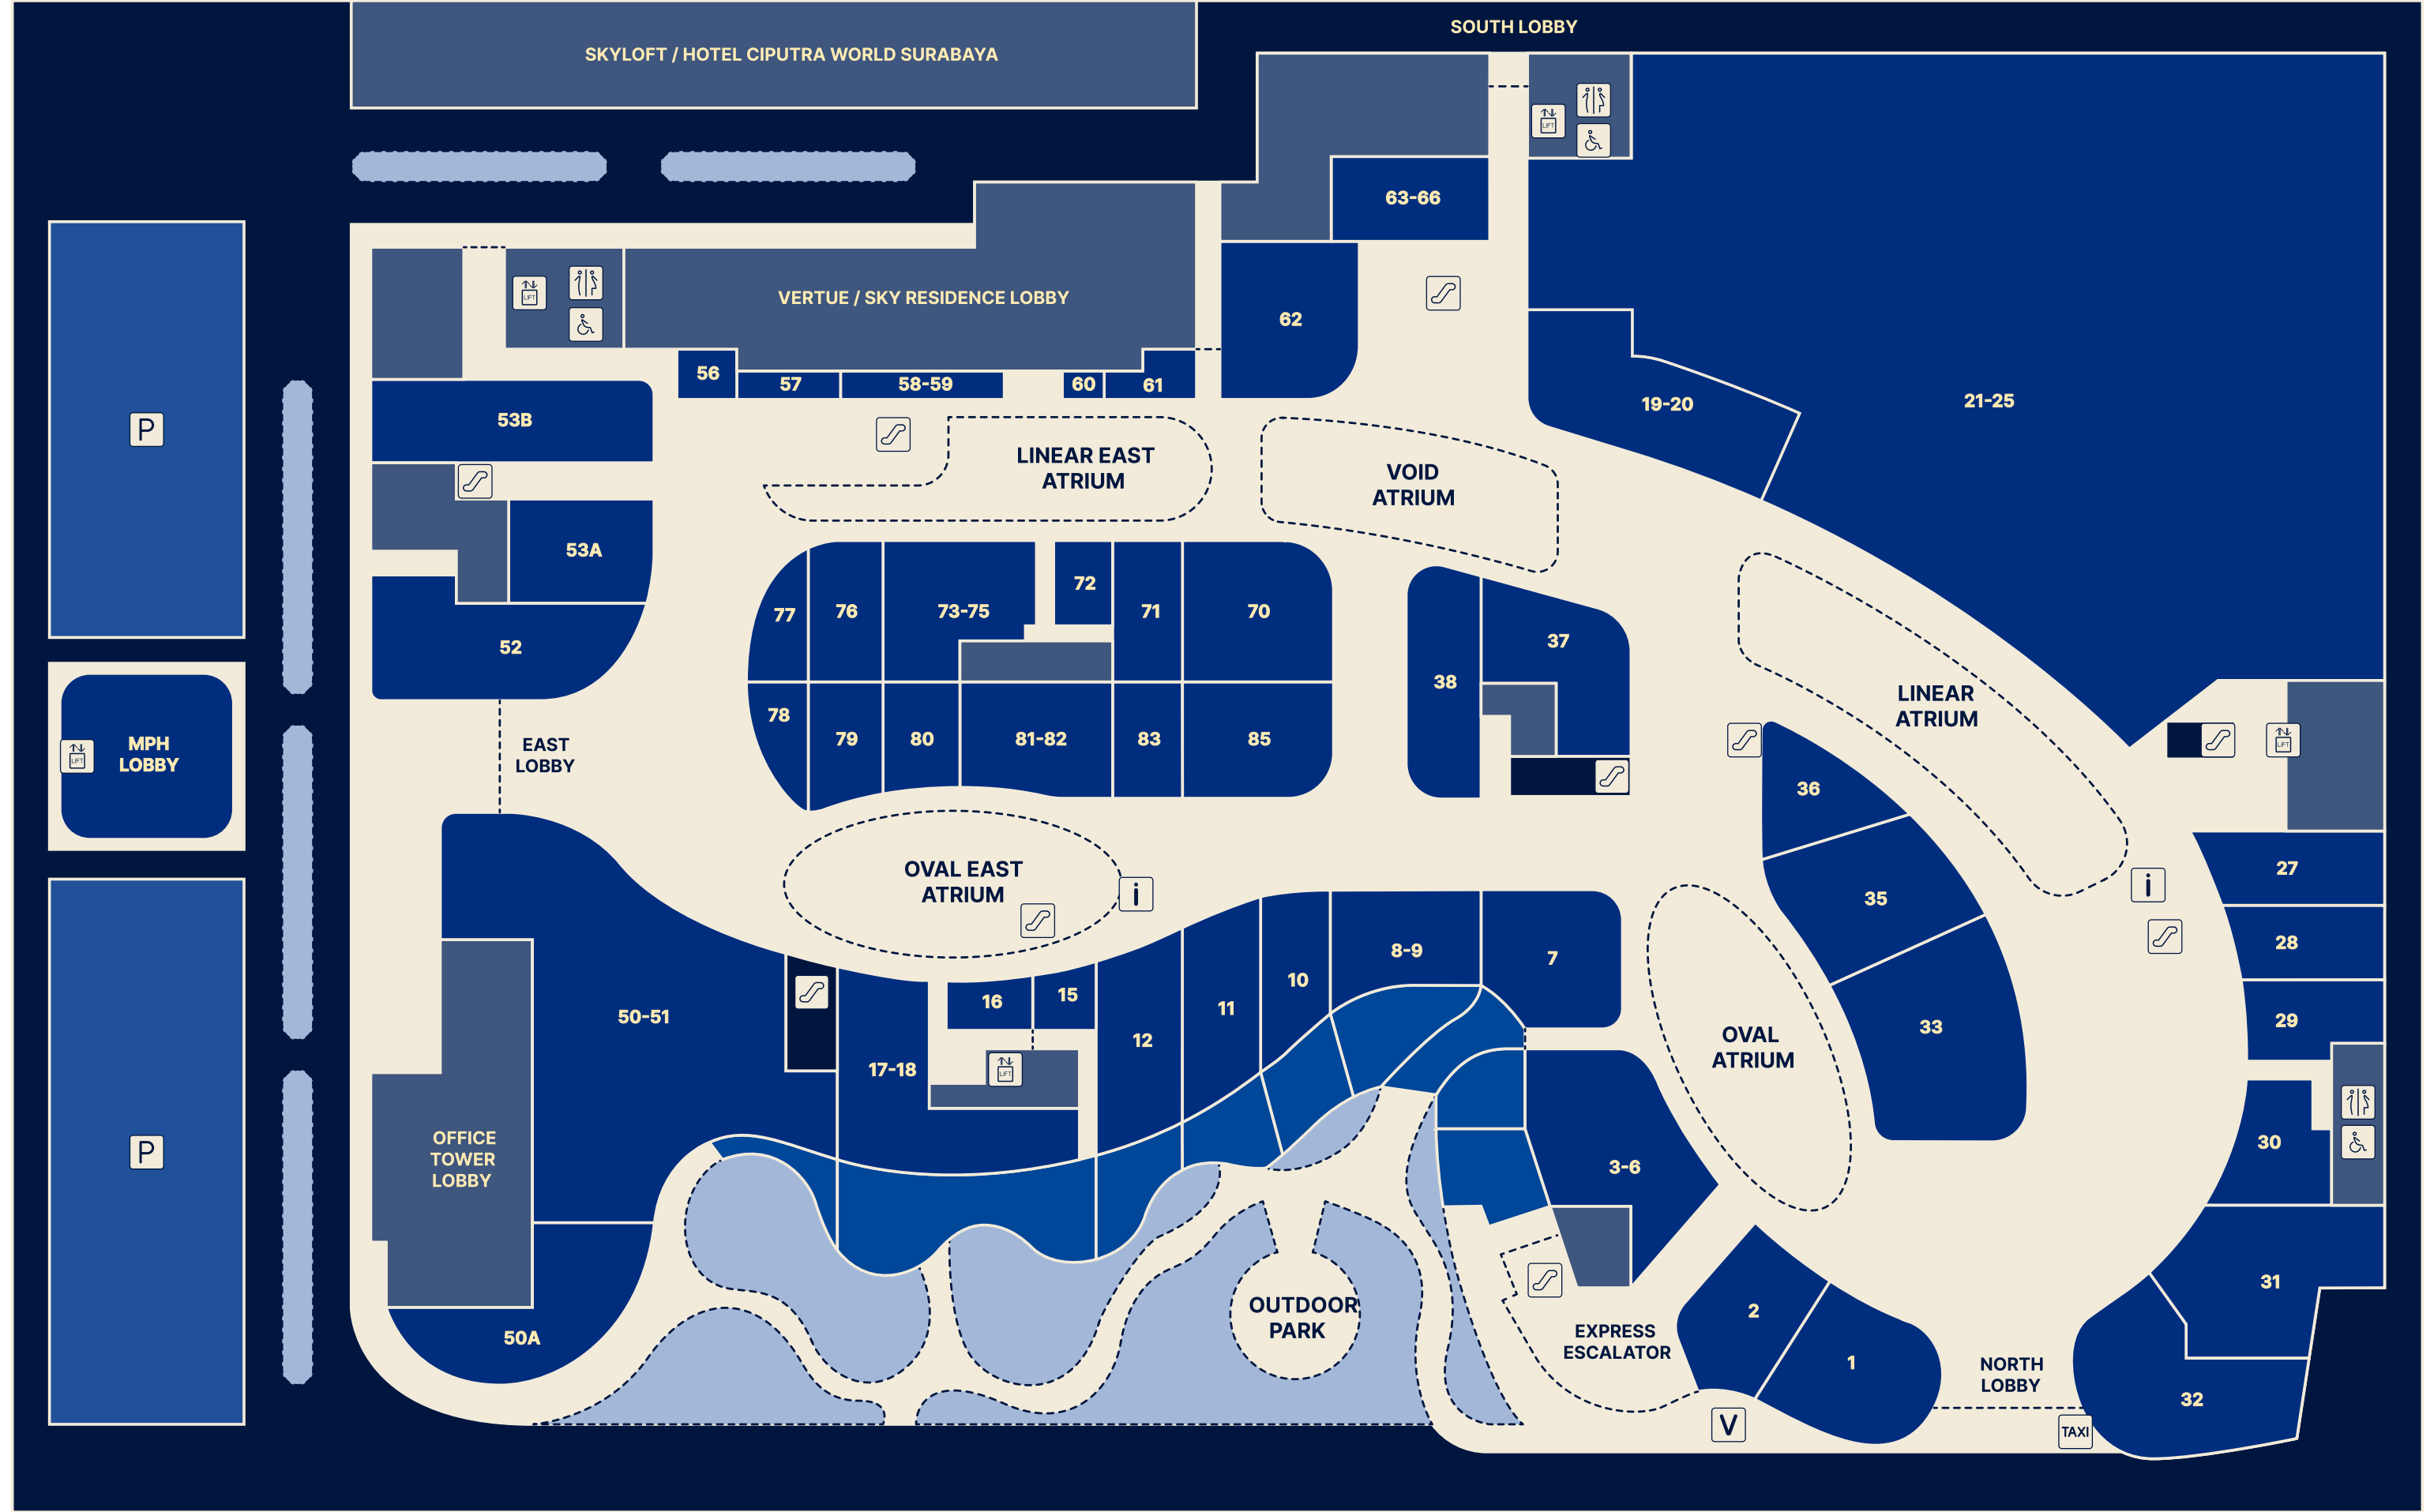 SOUTH LOBBY
SKYLOFT / HOTEL CIPUTRA WORLD SURABAYA
LIFT
63-66
LIFT
VERTUE / SKY RESIDENCE LOBBY
62
56
57
58-59
60
61
19-20
21-25
53B
P
LINEAR EAST
ATRIUM
VOID
ATRIUM
53A
72
77
76
73-75
71
70
37
52
38
LINEAR
ATRIUM
78
79
80
81-82
83
85
EAST
LOBBY
MPH
LOBBY
LIFT
LIFT
36
OVAL EAST
ATRIUM
i
i
27
35
28
8-9
7
10
16
15
11
50-51
29
33
12
OVAL
ATRIUM
17-18
LIFT
OFFICE
TOWER
LOBBY
P
30
3-6
31
OUTDOOR
PARK
2
50A
EXPRESS
ESCALATOR
1
NORTH
LOBBY
32
V
TAXI